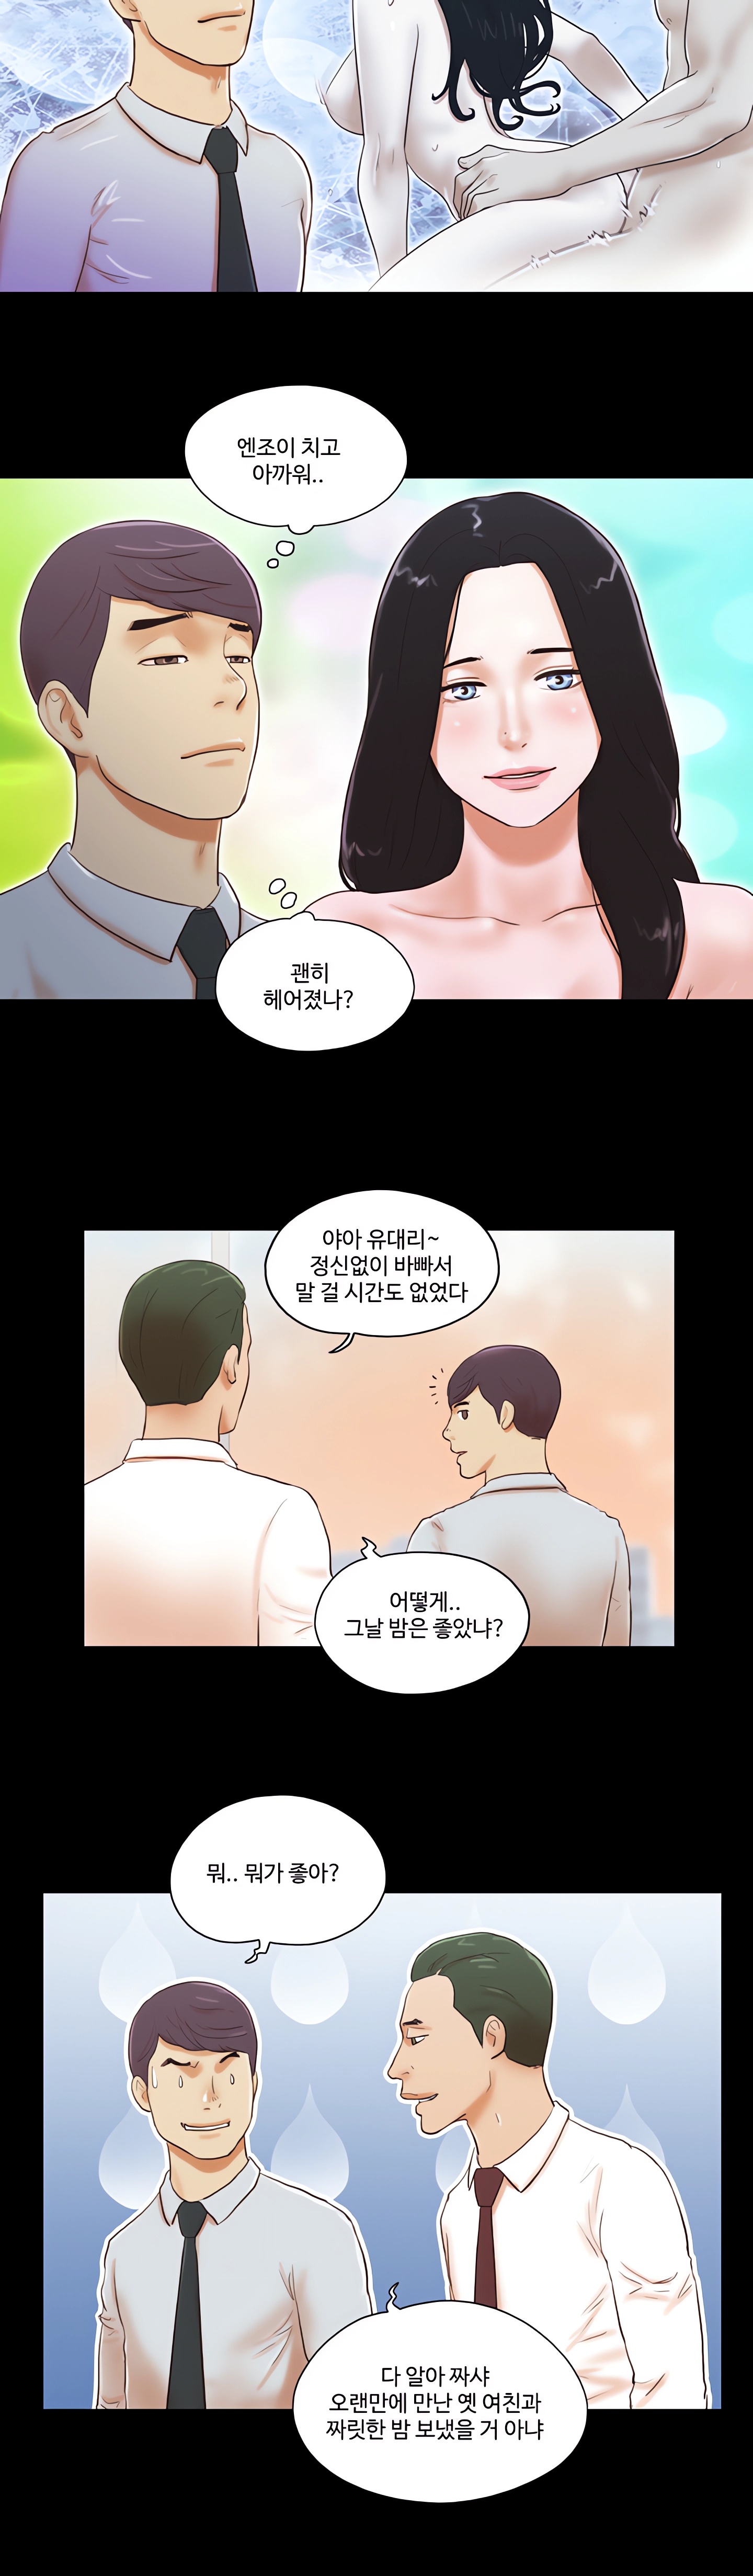 엔조이 치고
아까워..
괜히
헤어졌나?
야아 유대리~
정신없이 바빠서
말 걸 시간도 없었다
어떻게..
그날 밤은 좋았냐?
뭐.. 뭐가 좋아?
다 알아 짜샤
오랜만에 만난 옛 여친과
짜릿한 밤 보냈을 거 아냐